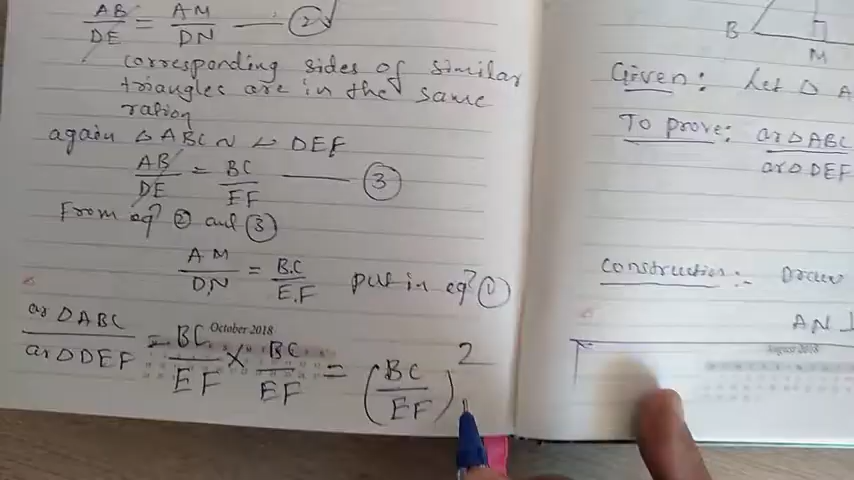 AB/DE = AM/DN —— ②
corresponding sides of similar
triangles are in the same
ration
again △ ABC ~ △ DEF
AB/DE = BC/EF —— ③
From eqn ② and ③
AM/DN = BC/EF put in eqn ①
ar△ABC/ar△DEF = BC/EF × BC/EF = (BC/EF)2
October 2018
B
M
Given: Let △ A
To prove: ar△ABC/ar△DEF
Construction:- Draw
AN ⊥
August 2018